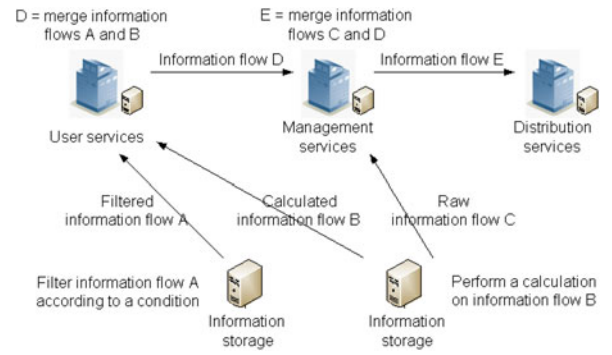 D = merge information
flows A and B
E = merge information
flows C and D
Information flow D
Information flow E
User services
Management
services
Distribution
services
Filtered
information flow A
Calculated
information flow B
Raw
information flow C
Filter information flow A
according to a condition
Perform a calculation
on information flow B
Information
storage
Information
storage